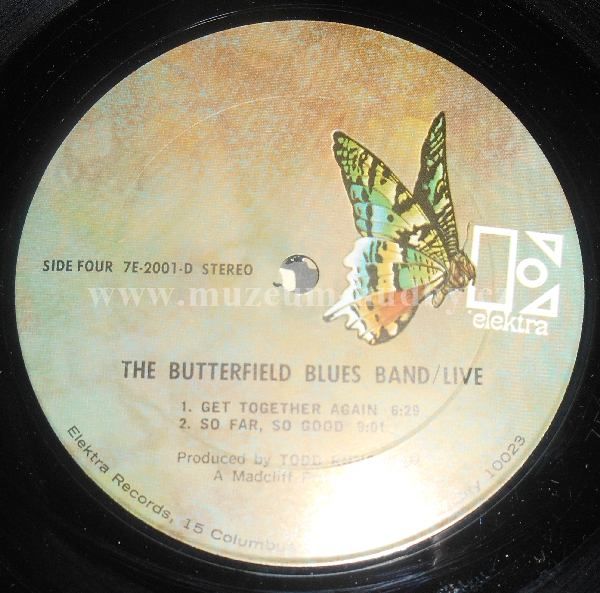 SIDE FOUR 7E-2001-D STEREO
elektra
THE BUTTERFIELD BLUES BAND/LIVE
1. GET TOGETHER AGAIN 6:29
2. SO FAR, SO GOOD 9:01
Produced by TODD
A Madcliff
Elektra Records, 15 Columbus
10023